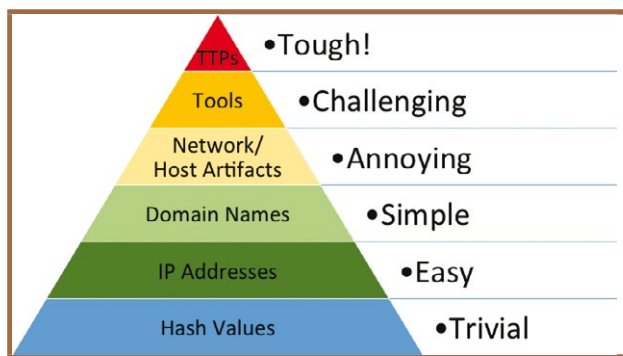 TTPs
•Tough!
Tools
•Challenging
Network/
Host Artifacts
•Annoying
Domain Names
•Simple
IP Addresses
•Easy
Hash Values
•Trivial